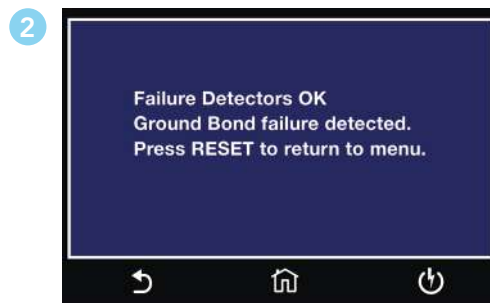 2
Failure Detectors OK
Ground Bond failure detected.
Press RESET to return to menu.